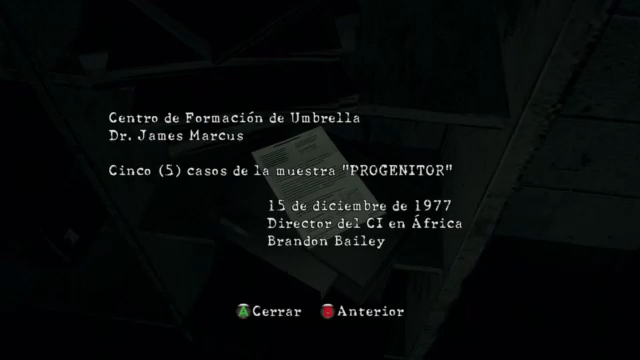 Centro de Formación de Umbrella
Dr. James Marcus
Cinco (5) casos de la muestra "PROGENITOR"
15 de diciembre de 1977
Director del CI en África
Brandon Bailey
A Cerrar B Anterior